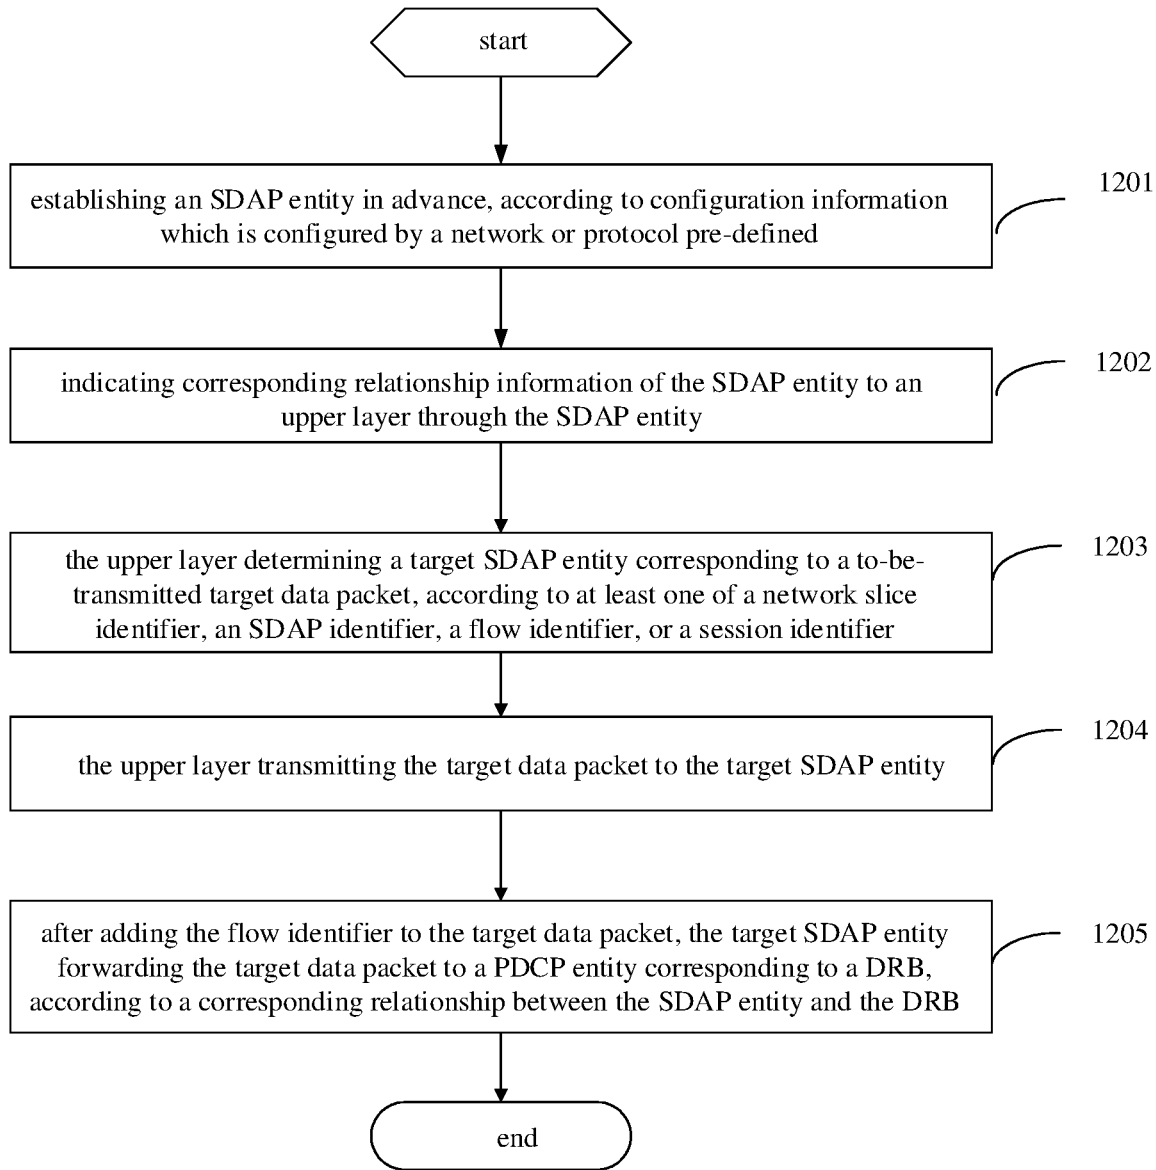 start
establishing an SDAP entity in advance, according to configuration information
which is configured by a network or protocol pre-defined
1201
indicating corresponding relationship information of the SDAP entity to an
upper layer through the SDAP entity
1202
the upper layer determining a target SDAP entity corresponding to a to-be-
transmitted target data packet, according to at least one of a network slice
identifier, an SDAP identifier, a flow identifier, or a session identifier
1203
the upper layer transmitting the target data packet to the target SDAP entity
1204
after adding the flow identifier to the target data packet, the target SDAP entity
forwarding the target data packet to a PDCP entity corresponding to a DRB,
according to a corresponding relationship between the SDAP entity and the DRB
1205
end